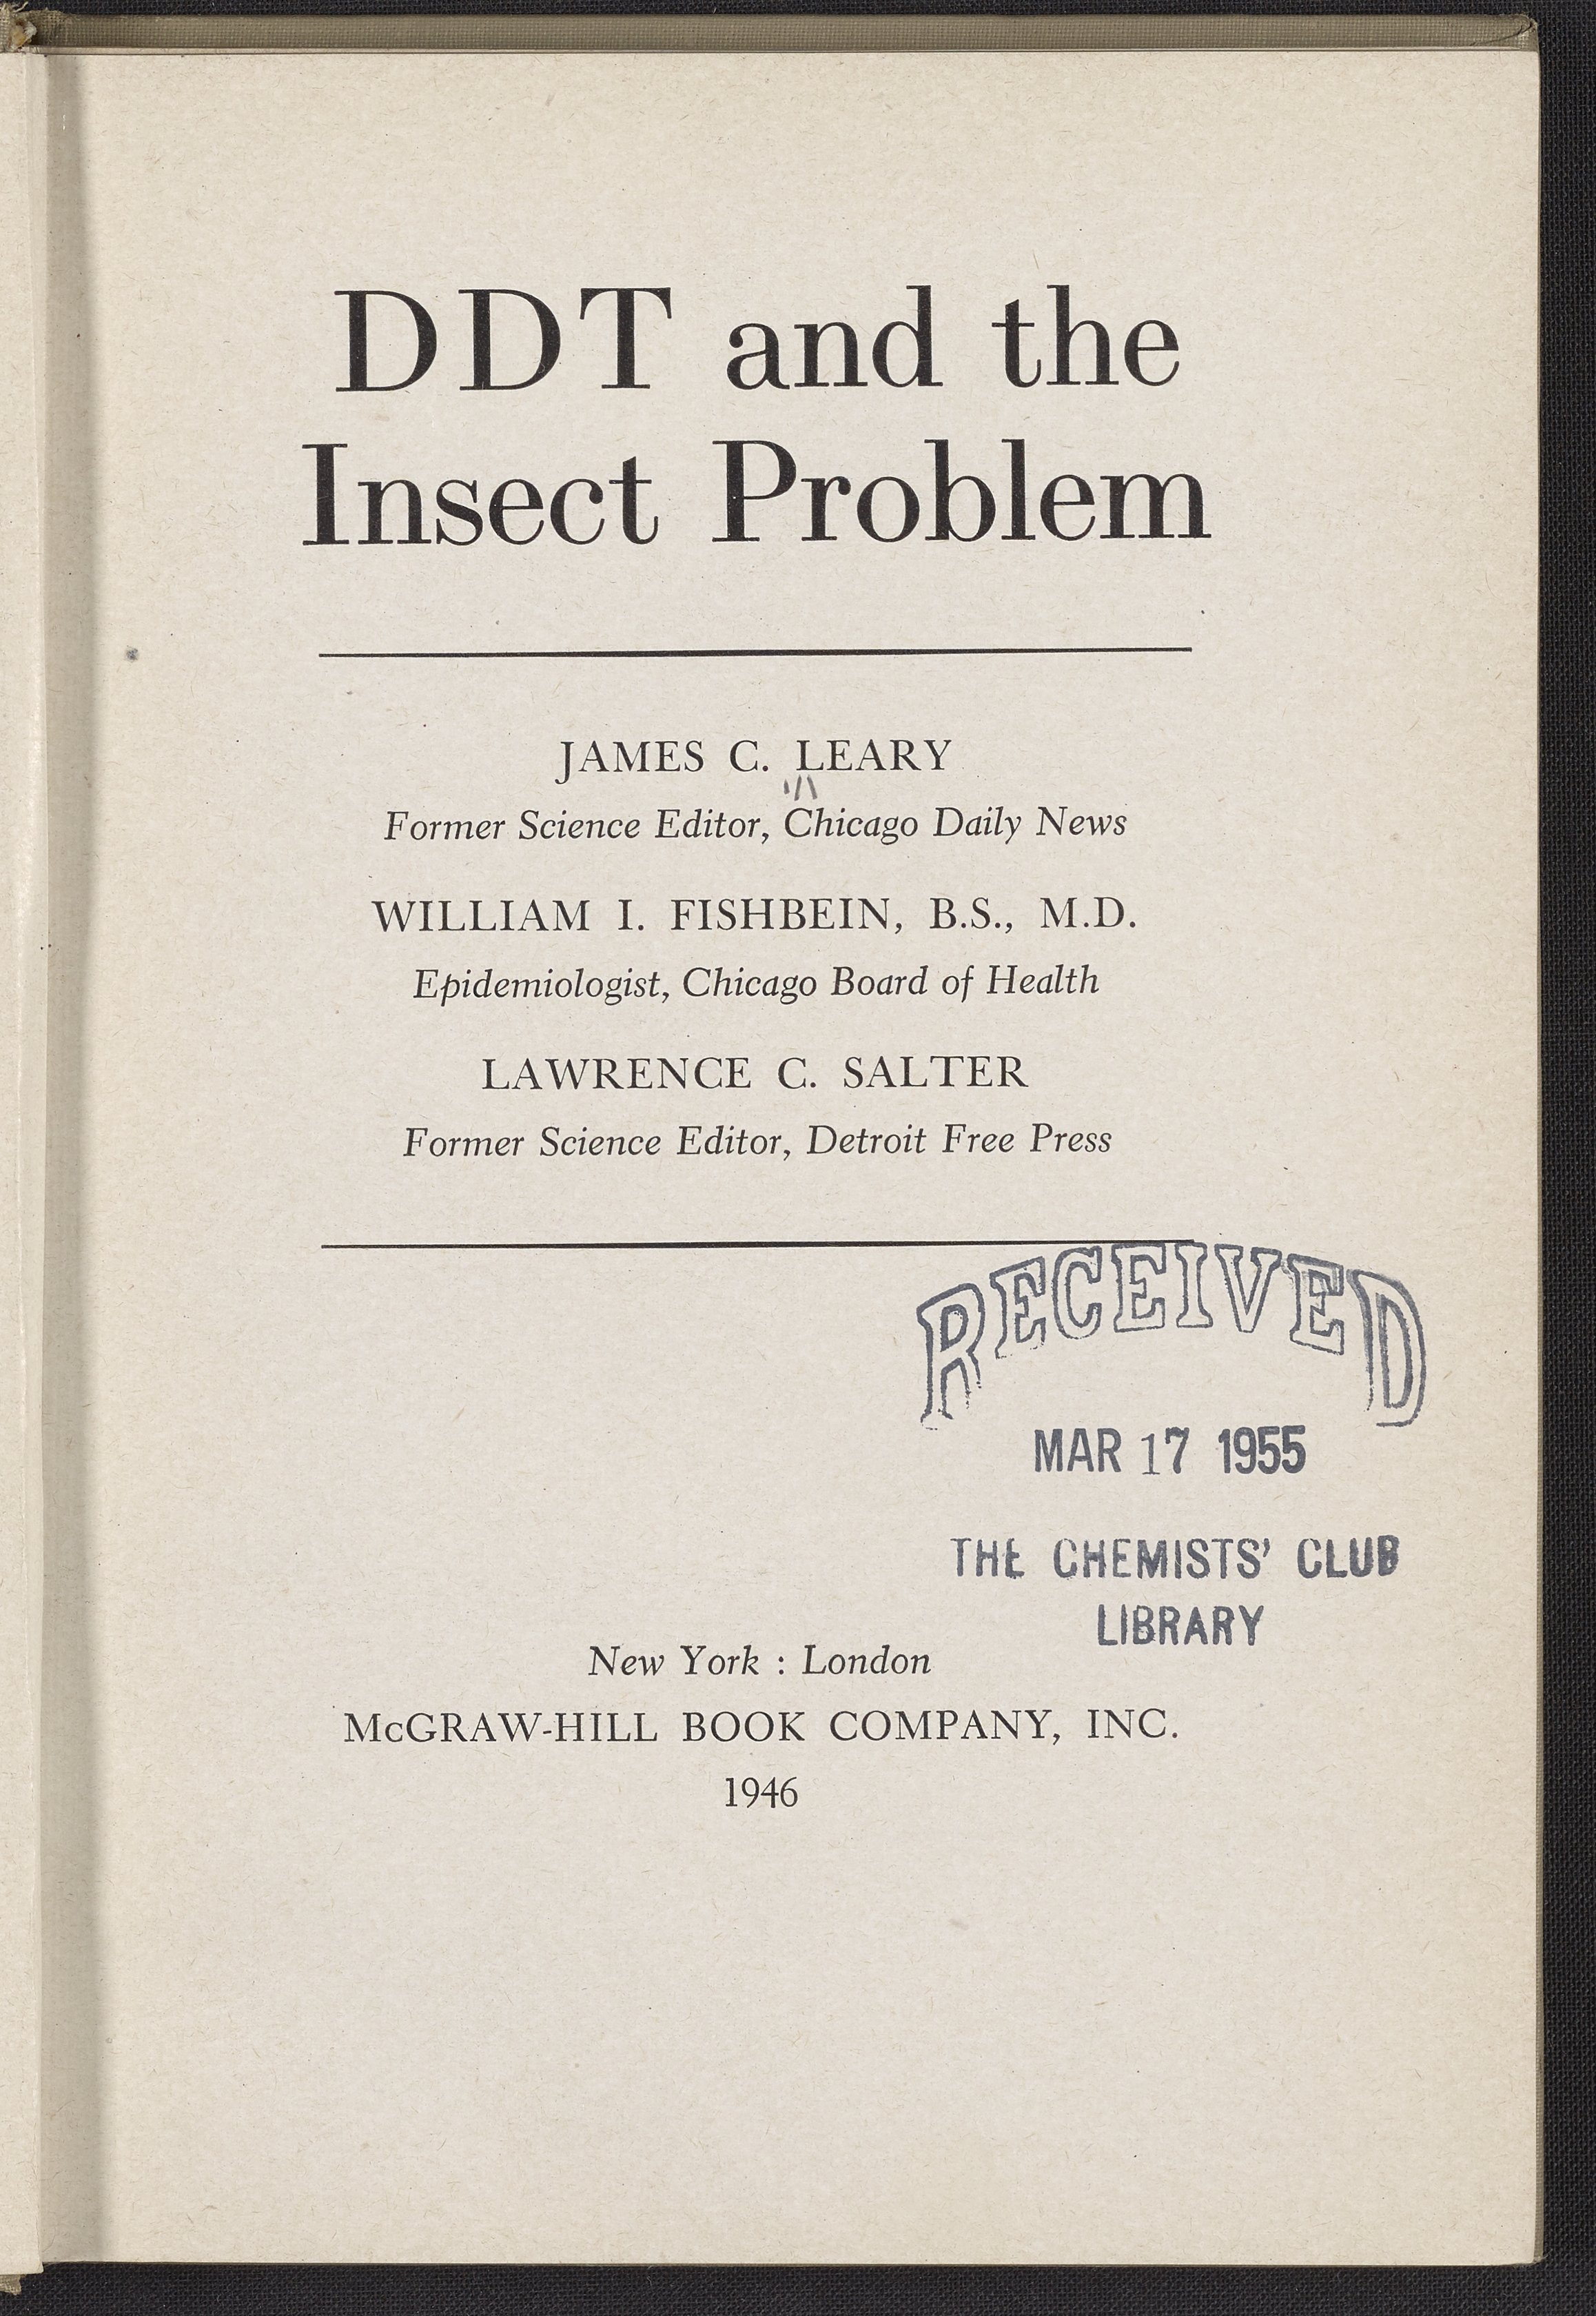 DDT and the
Insect Problem
JAMES C. LEARY
Former Science Editor, Chicago Daily News
WILLIAM I. FISHBEIN, B.S., M.D.
Epidemiologist, Chicago Board of Health
LAWRENCE C. SALTER
Former Science Editor, Detroit Free Press
RECEIVED
MAR 17 1955
THE CHEMISTS' CLUB
LIBRARY
New York : London
McGRAW-HILL BOOK COMPANY, INC.
1946